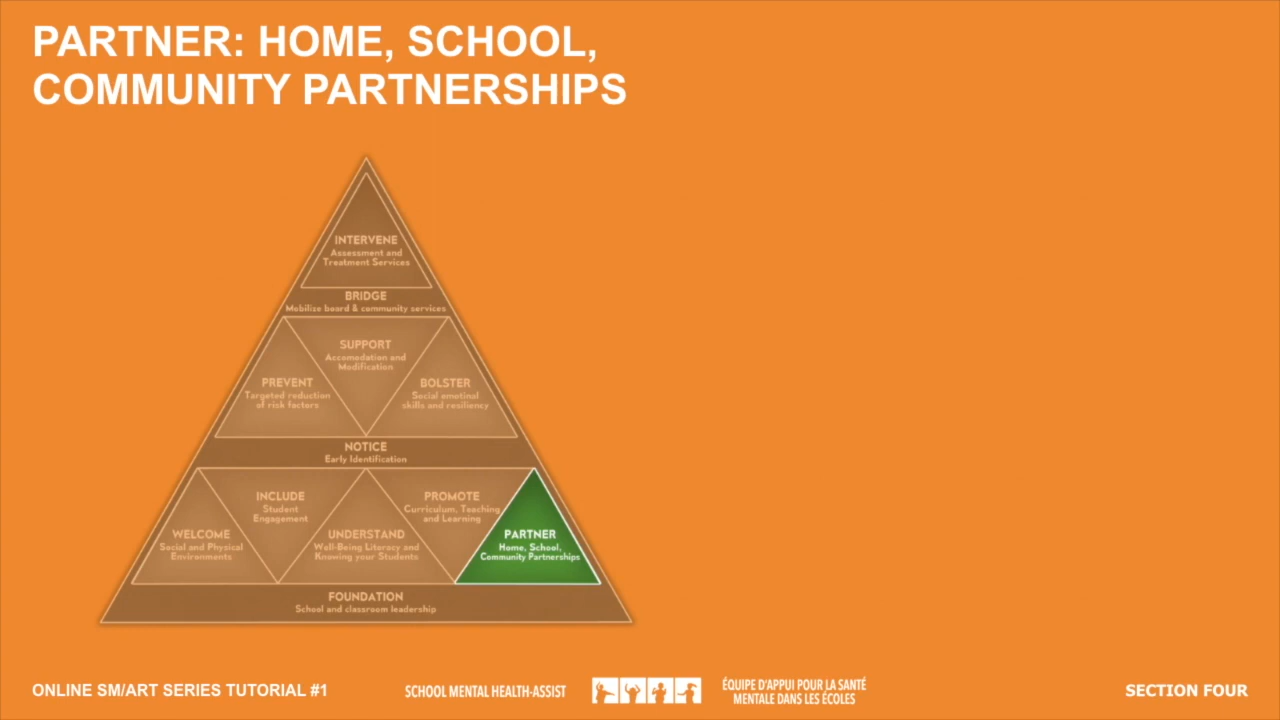 PARTNER: HOME, SCHOOL,
COMMUNITY PARTNERSHIPS
INTERVENE
Assessment and
Treatment Services
BRIDGE
Mobilize board & community services
SUPPORT
Accomodation and
Modification
PREVENT
Targeted reduction
of risk factors
BOLSTER
Social emotinal
skills and resiliency
NOTICE
Early Identification
INCLUDE
Student
Engagement
PROMOTE
Curriculum, Teaching
and Learning
WELCOME
Social and Physical
Environments
UNDERSTAND
Well-Being Literacy and
Knowing your Students
PARTNER
Home, School,
Community Partnerships
FOUNDATION
School and classroom leadership
ONLINE SM/ART SERIES TUTORIAL #1
SCHOOL MENTAL HEALTH-ASSIST
ÉQUIPE D'APPUI POUR LA SANTÉ
MENTALE DANS LES ÉCOLES
SECTION FOUR